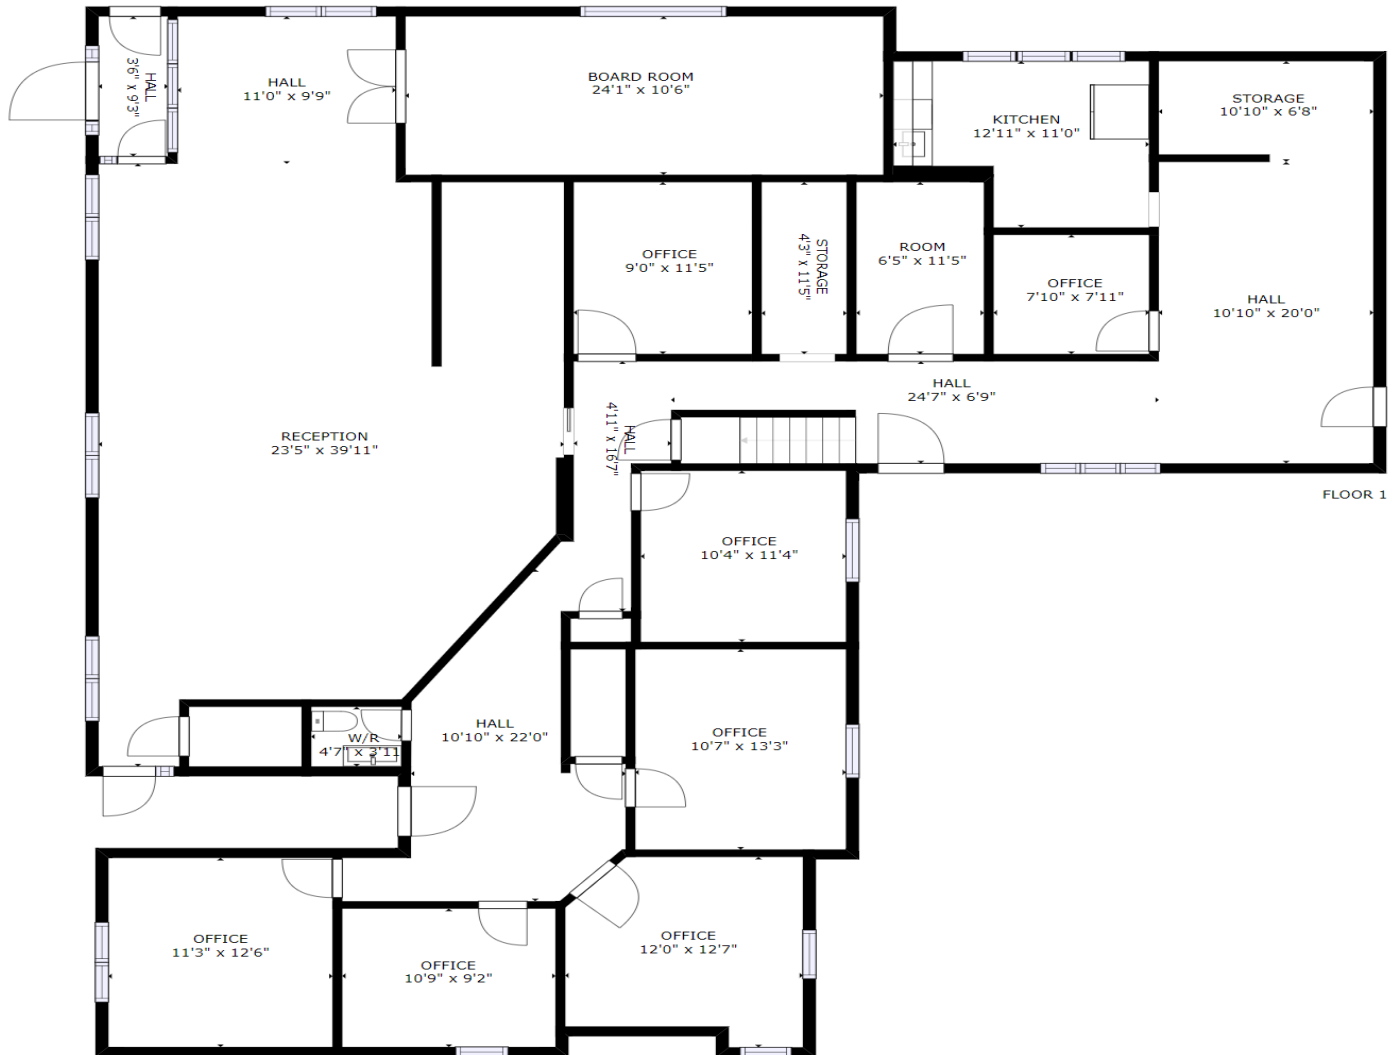 HALL
3'6" x 9'3"
HALL
11'0" x 9'9"
BOARD ROOM
24'1" x 10'6"
KITCHEN
12'11" x 11'0"
STORAGE
10'10" x 6'8"
OFFICE
9'0" x 11'5"
STORAGE
4'3" x 11'5"
ROOM
6'5" x 11'5"
OFFICE
7'10" x 7'11"
HALL
10'10" x 20'0"
HALL
24'7" x 6'9"
RECEPTION
23'5" x 39'11"
HALL
4'11" x 16'7"
FLOOR 1
OFFICE
10'4" x 11'4"
HALL
10'10" x 22'0"
OFFICE
10'7" x 13'3"
W/R
4'7" x 3'11"
OFFICE
11'3" x 12'6"
OFFICE
10'9" x 9'2"
OFFICE
12'0" x 12'7"